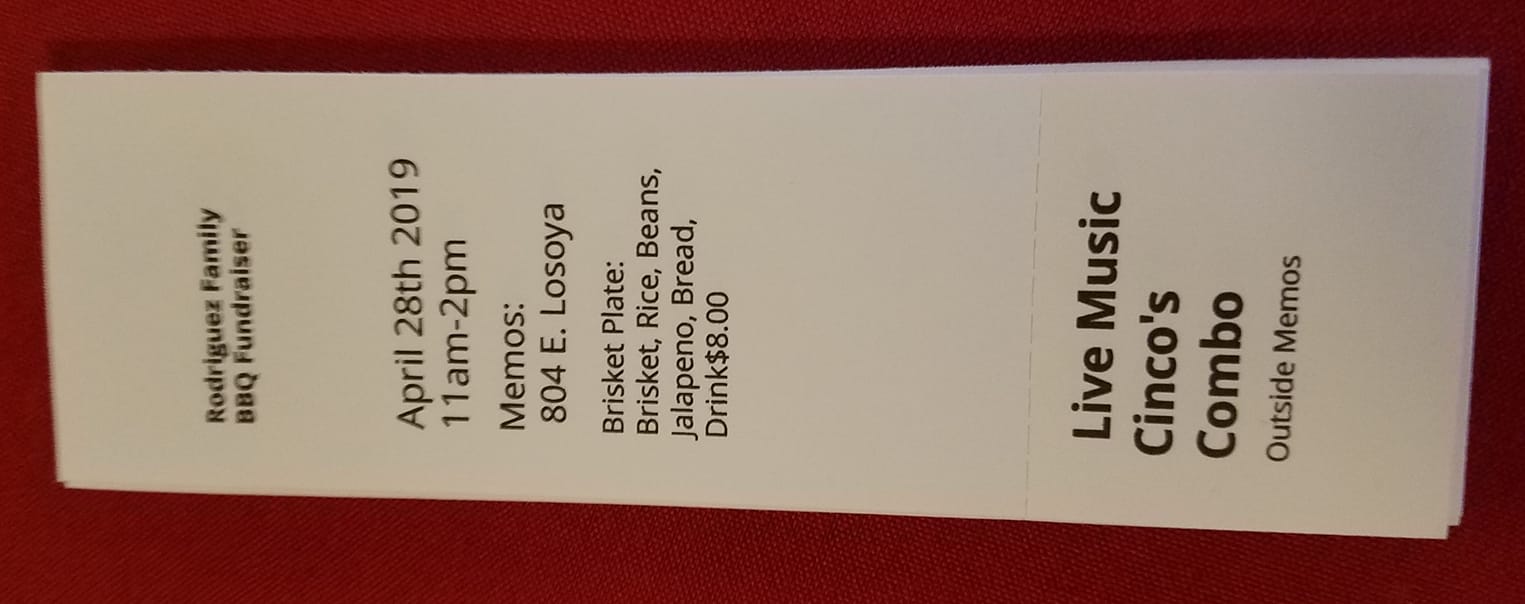 Rodriguez Family
BBQ Fundraiser
April 28th 2019
11am-2pm
Memos:
804 E. Losoya
Brisket Plate:
Brisket, Rice, Beans,
Jalapeno, Bread,
Drink$8.00
Live Music
Cinco's
Combo
Outside Memos